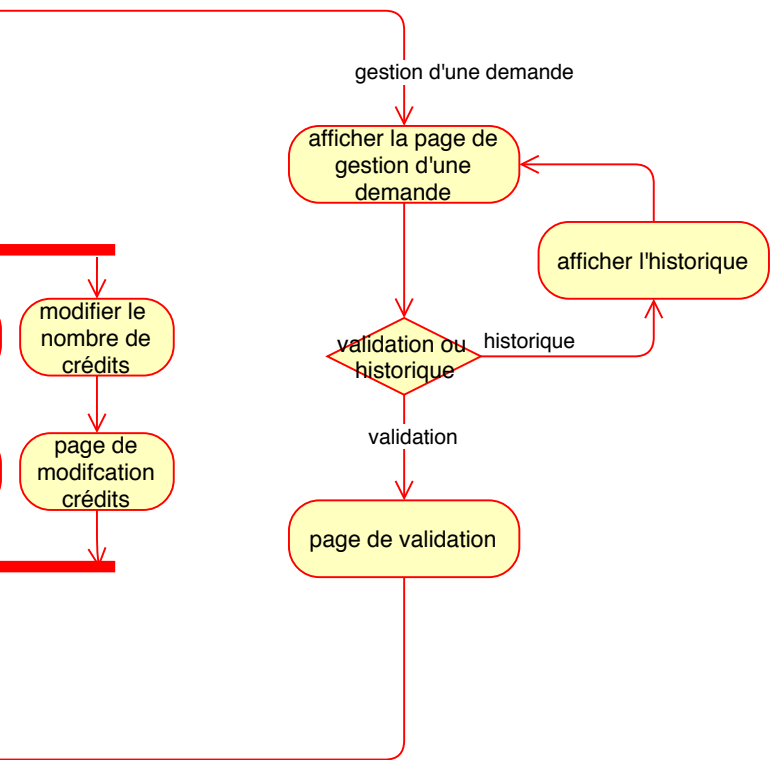 gestion d'une demande
afficher la page de
gestion d'une
demande
afficher l'historique
modifier le
nombre de
crédits
validation ou
historique
historique
validation
page de
modifcation
crédits
page de validation